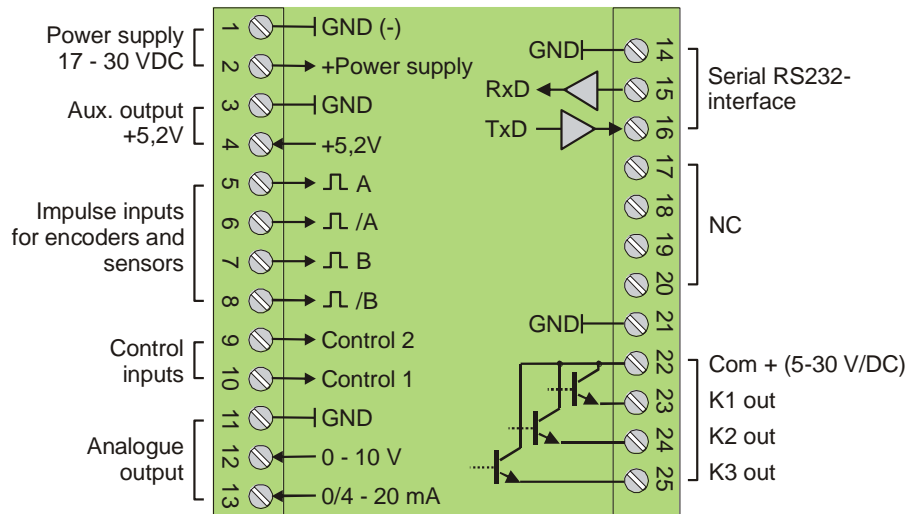 Power supply
17 - 30 VDC
Aux. output
+5,2V
Impulse inputs
for encoders and
sensors
Control
inputs
Analogue
output
1 GND (-)
2 +Power supply
3 GND
4 +5,2V
5 A
6 /A
7 B
8 /B
9 Control 2
10 Control 1
11 GND
12 0 - 10 V
13 0/4 - 20 mA
GND 14
RxD 15
TxD 16
17
18
19
20
GND 21
22
23
24
25
Serial RS232-
interface
NC
Com + (5-30 V/DC)
K1 out
K2 out
K3 out